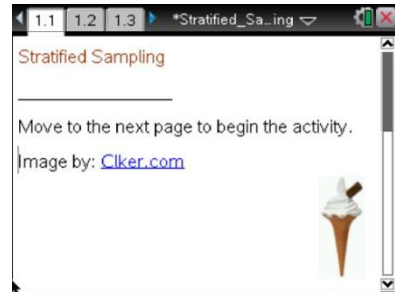 1.1 1.2 1.3 *Stratified_Sa…ing
Stratified Sampling
Move to the next page to begin the activity.
Image by: Clker.com